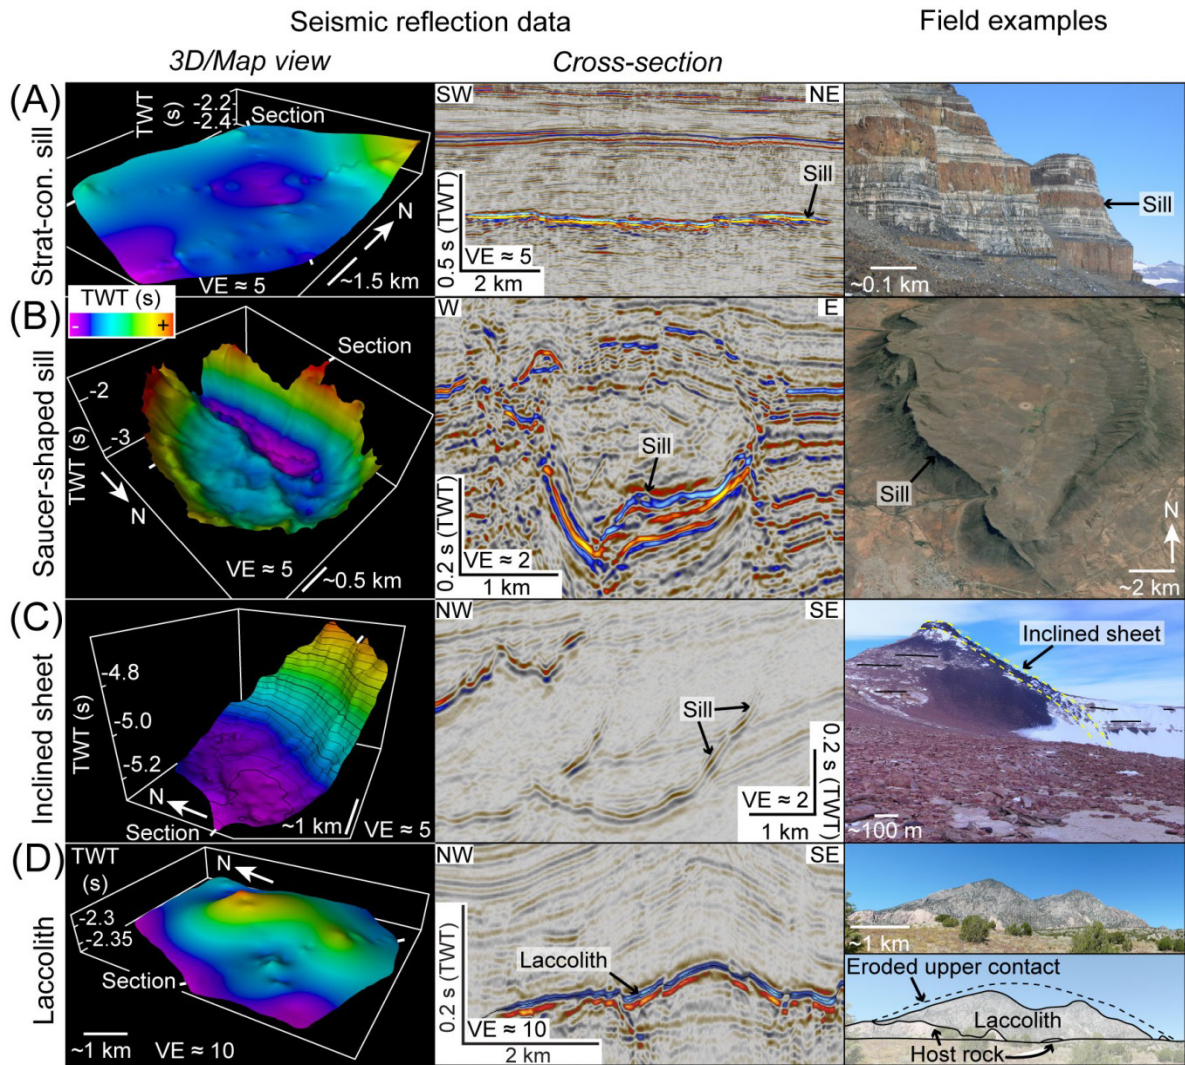 Seismic reflection data
Field examples
3D/Map view
Cross-section
(A)
Strat-con. sill
TWT
(s)
-2.2
-2.4
Section
N
~1.5 km
VE ≈ 5
SW
NE
Sill
0.5 s (TWT)
VE ≈ 5
2 km
Sill
~0.1 km
(B)
Saucer-shaped sill
TWT (s)
- +
Section
-2
-3
TWT (s)
N
VE ≈ 5
~0.5 km
W
E
Sill
0.2 s (TWT)
VE ≈ 2
1 km
Sill
N
~2 km
(C)
Inclined sheet
-4.8
-5.0
-5.2
TWT (s)
N
Section
~1 km
VE ≈ 5
NW
SE
Sill
0.2 s (TWT)
VE ≈ 2
1 km
Inclined sheet
~100 m
(D)
Laccolith
TWT
(s)
N
-2.3
-2.35
Section
~1 km
VE ≈ 10
NW
SE
Laccolith
0.2 s (TWT)
VE ≈ 10
2 km
~1 km
Eroded upper contact
Laccolith
Host rock